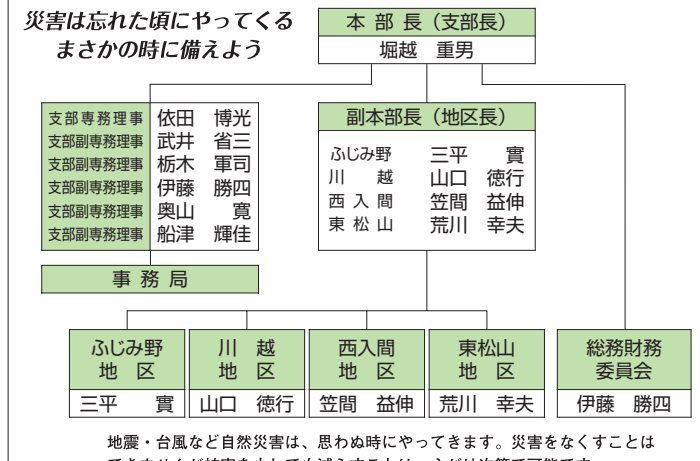 災害は忘れた頃にやってくる
まさかの時に備えよう
本部長（支部長）
堀越 重男
支部専務理事 依田 博光
支部副専務理事 武井 省三
支部副専務理事 栃木 軍司
支部副専務理事 伊藤 勝四
支部副専務理事 奥山 寛
支部副専務理事 船津 輝佳
事務局
副本部長（地区長）
ふじみ野 三平 實
川越 山口 徳行
西入間 笠間 益伸
東松山 荒川 幸夫
ふじみ野
地区
三平 實
川越
地区
山口 徳行
西入間
地区
笠間 益伸
東松山
地区
荒川 幸夫
総務財務
委員会
伊藤 勝四
地震・台風など自然災害は、思わぬ時にやってきます。災害をなくすことは